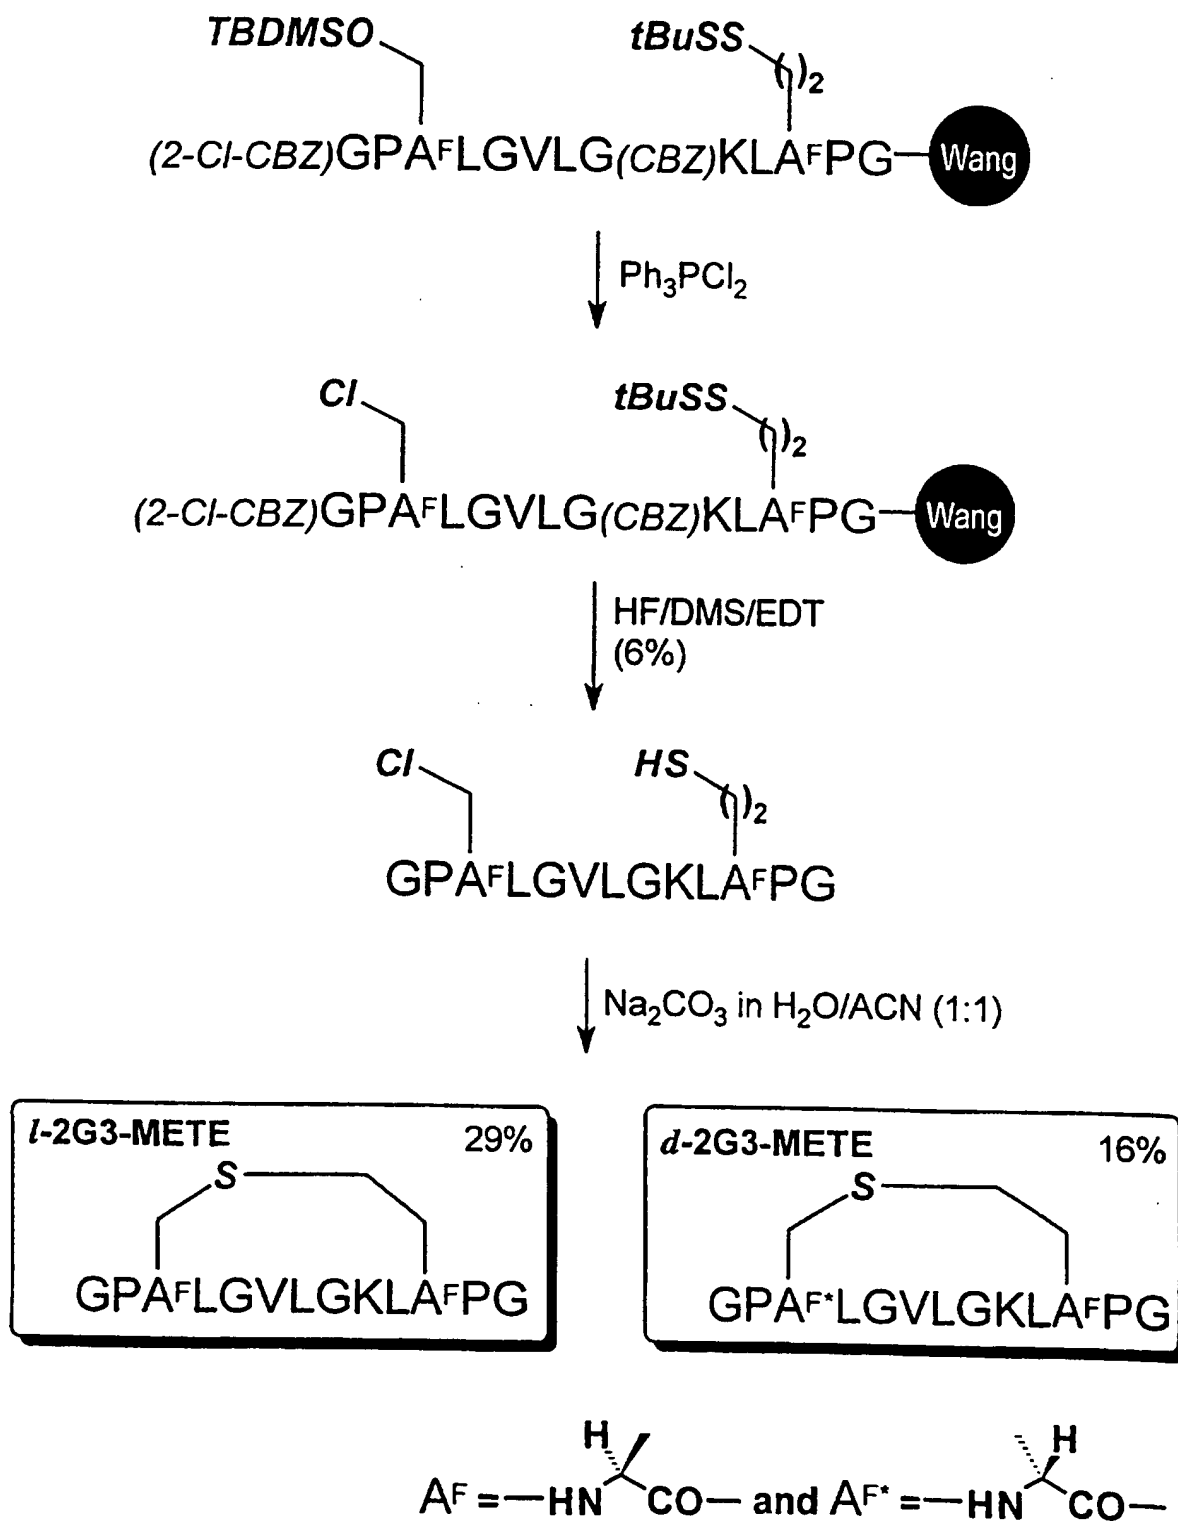 TBDMSO tBuSS
( )2
(2-Cl-CBZ)GPAFLGVLG(CBZ)KLAFPG—Wang
Ph3PCl2
Cl tBuSS
( )2
(2-Cl-CBZ)GPAFLGVLG(CBZ)KLAFPG—Wang
HF/DMS/EDT
(6%)
Cl HS
( )2
GPAFLGVLGKLAFPG
Na2CO3 in H2O/ACN (1:1)
l-2G3-METE 29%
S
GPAFLGVLGKLAFPG
d-2G3-METE 16%
S
GPAF*LGVLGKLAFPG
H H
AF = —HN CO— and AF* = —HN CO—